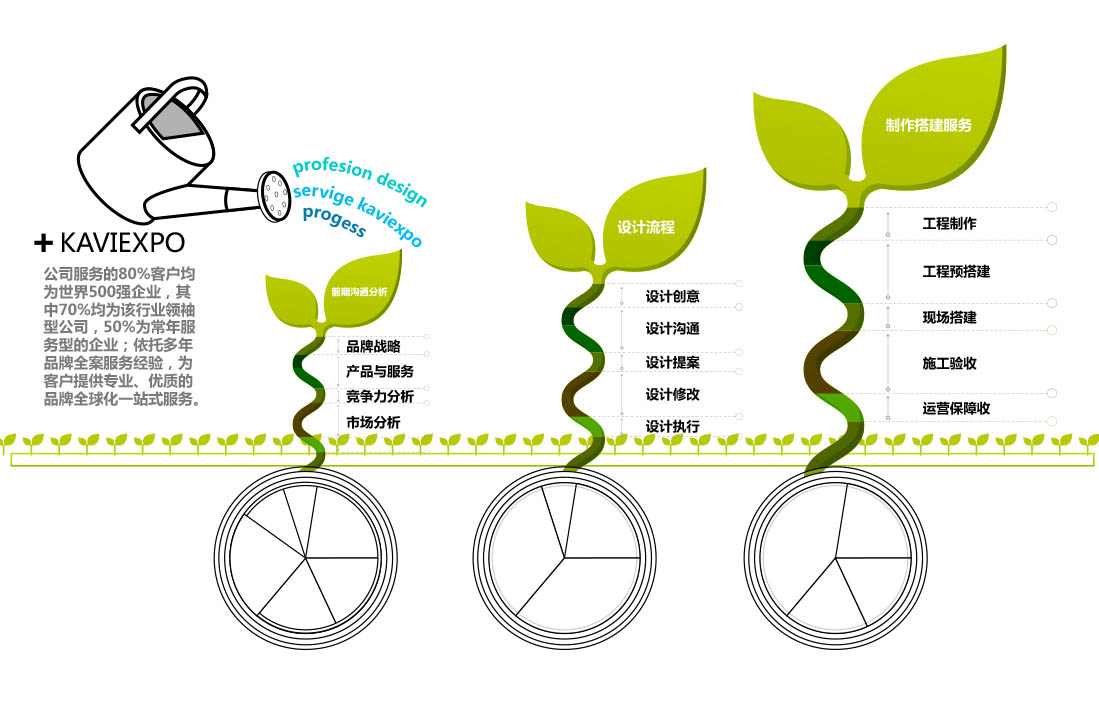 profesion design
servige kaviexpo
progess
+ KAVIEXPO
公司服务的80%客户均
为世界500强企业，其
中70%均为该行业领袖
型公司，50%为常年服
务型的企业；依托多年
品牌全案服务经验，为
客户提供专业、优质的
品牌全球化一站式服务。
前期沟通分析
品牌战略
产品与服务
竞争力分析
市场分析
设计流程
设计创意
设计沟通
设计提案
设计修改
设计执行
制作搭建服务
工程制作
工程预搭建
现场搭建
施工验收
运营保障收